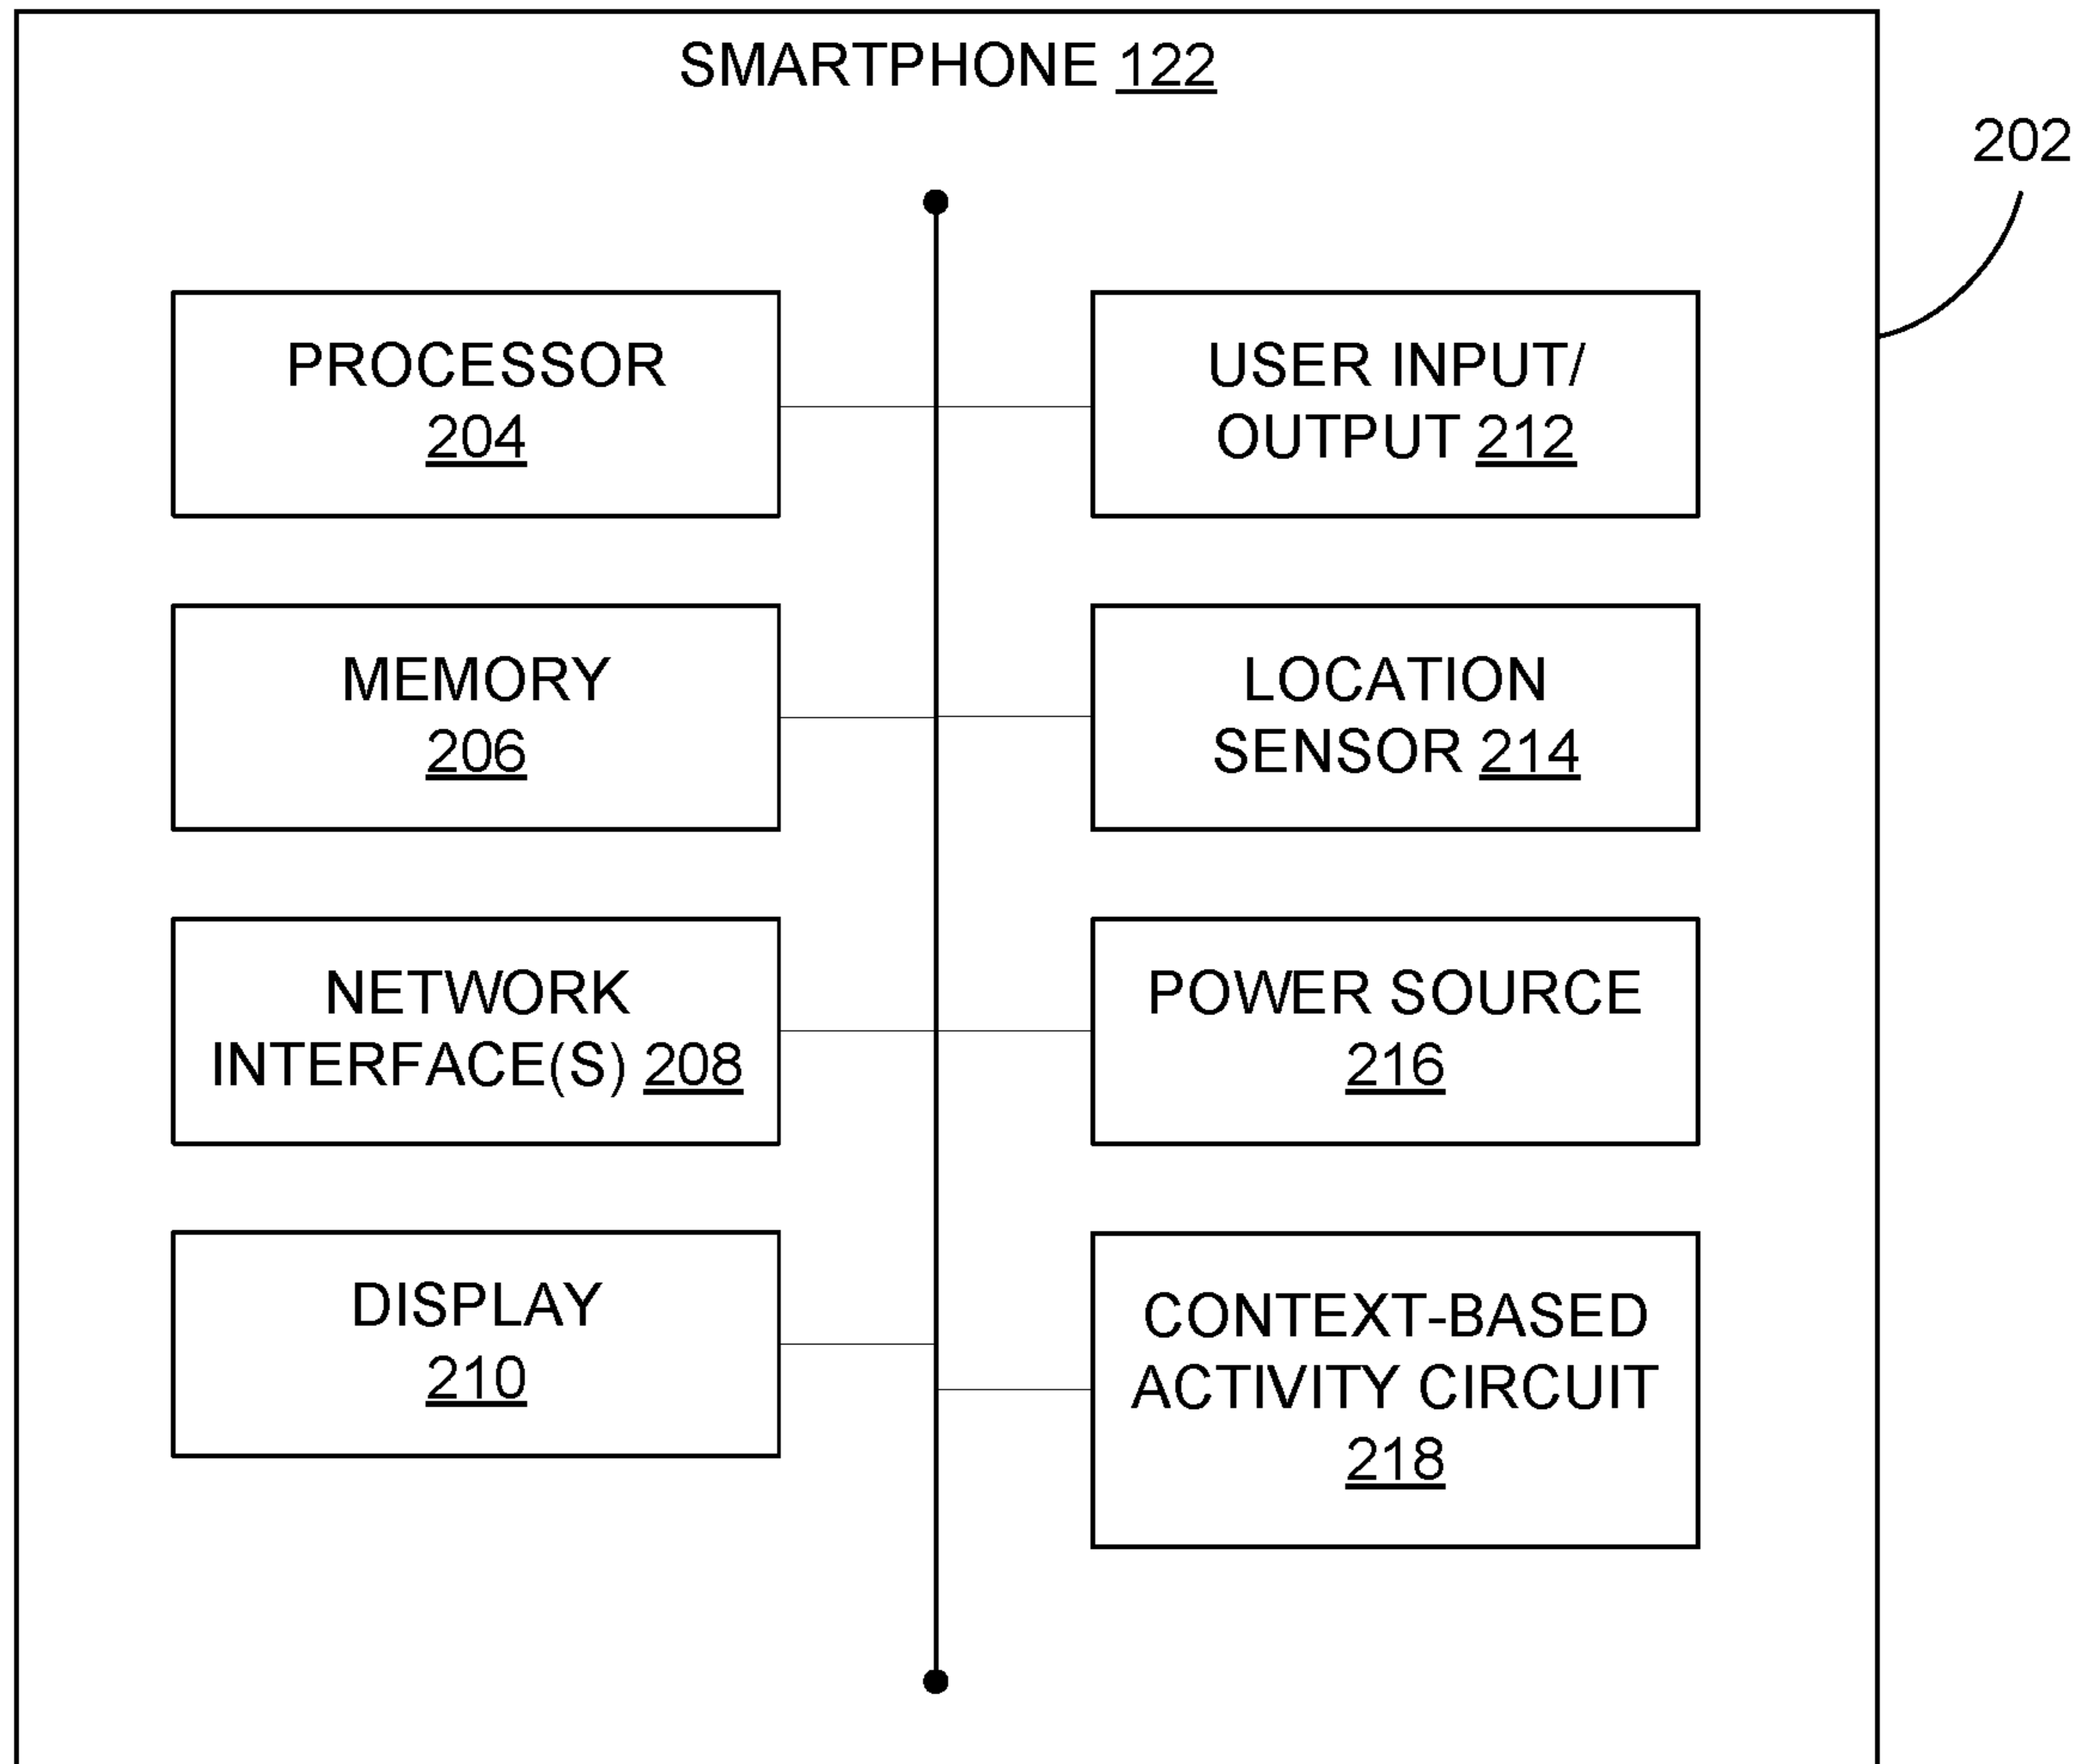 SMARTPHONE 122
202
PROCESSOR
204
USER INPUT/
OUTPUT 212
MEMORY
206
LOCATION
SENSOR 214
NETWORK
INTERFACE(S) 208
POWER SOURCE
216
DISPLAY
210
CONTEXT-BASED
ACTIVITY CIRCUIT
218